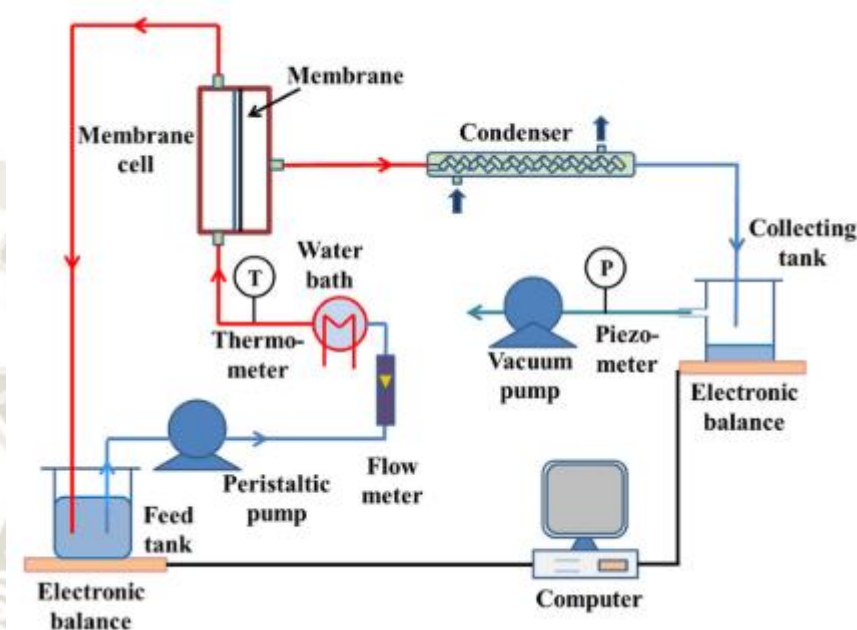 Membrane
Membrane
cell
Condenser
Collecting
tank
Water
bath
T
Thermo-
meter
P
Piezo-
meter
Vacuum
pump
Electronic
balance
Peristaltic
pump
Flow
meter
Feed
tank
Electronic
balance
Computer